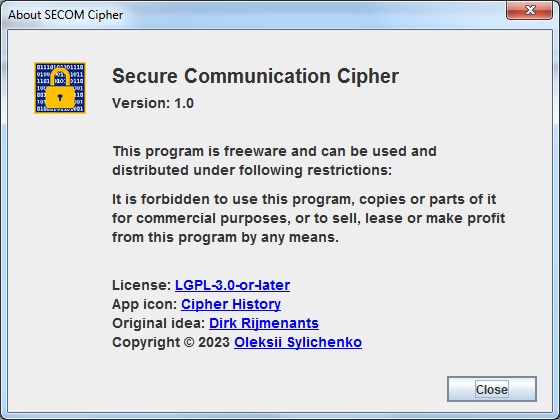 About SECOM Cipher
Secure Communication Cipher
Version: 1.0
This program is freeware and can be used and
distributed under following restrictions:
It is forbidden to use this program, copies or parts of it
for commercial purposes, or to sell, lease or make profit
from this program by any means.
License: LGPL-3.0-or-later
App icon: Cipher History
Original idea: Dirk Rijmenants
Copyright © 2023 Oleksii Sylichenko
Close